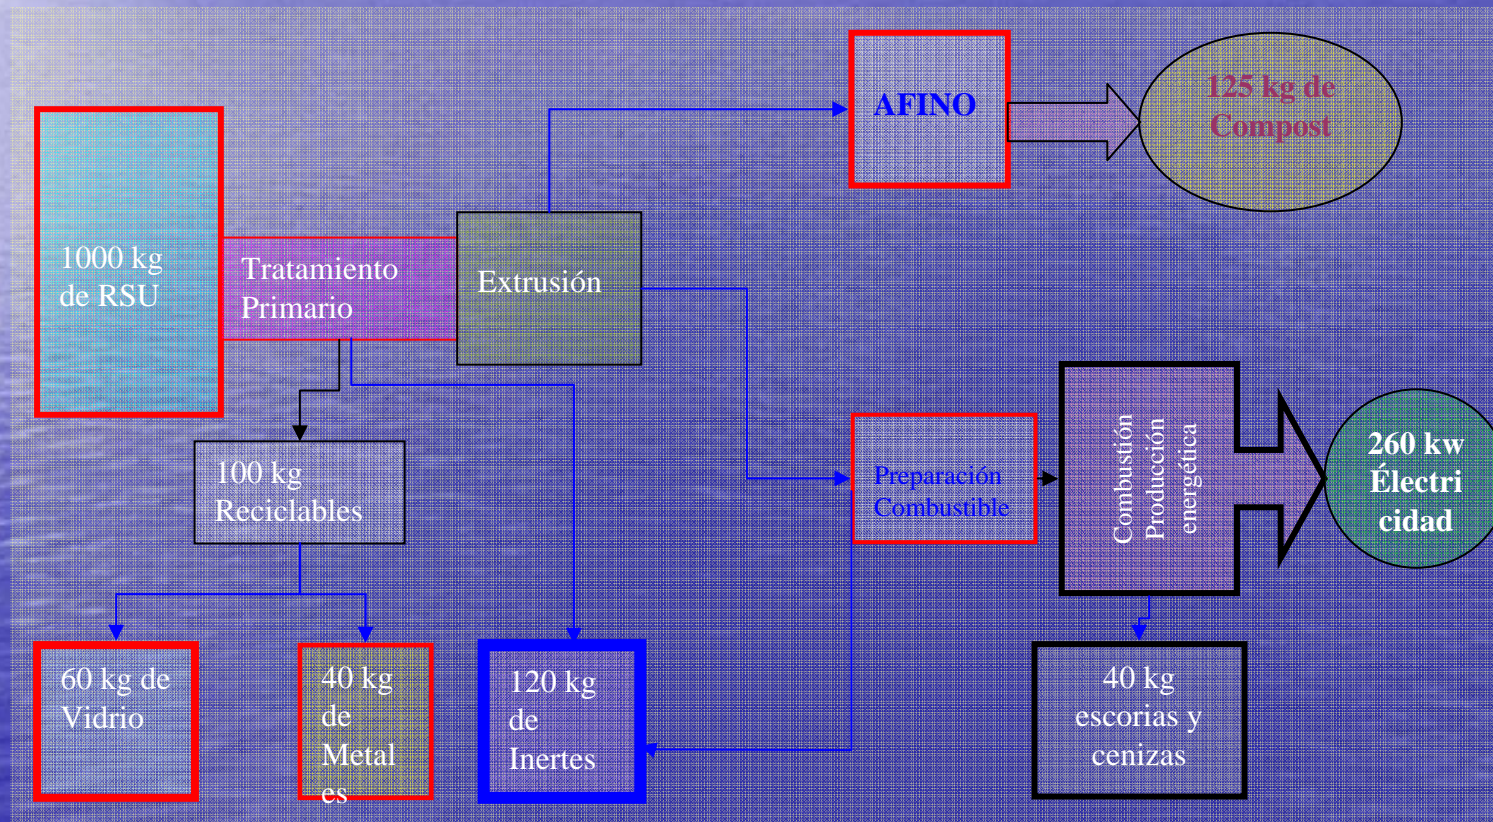 AFINO
125 kg de
Compost
1000 kg
de RSU
Tratamiento
Primario
Extrusión
100 kg
Reciclables
Preparación
Combustible
Combustión
Producción
energética
260 kw
Électri
cidad
60 kg de
Vidrio
40 kg
de
Metal
es
120 kg
de
Inertes
40 kg
escorias y
cenizas